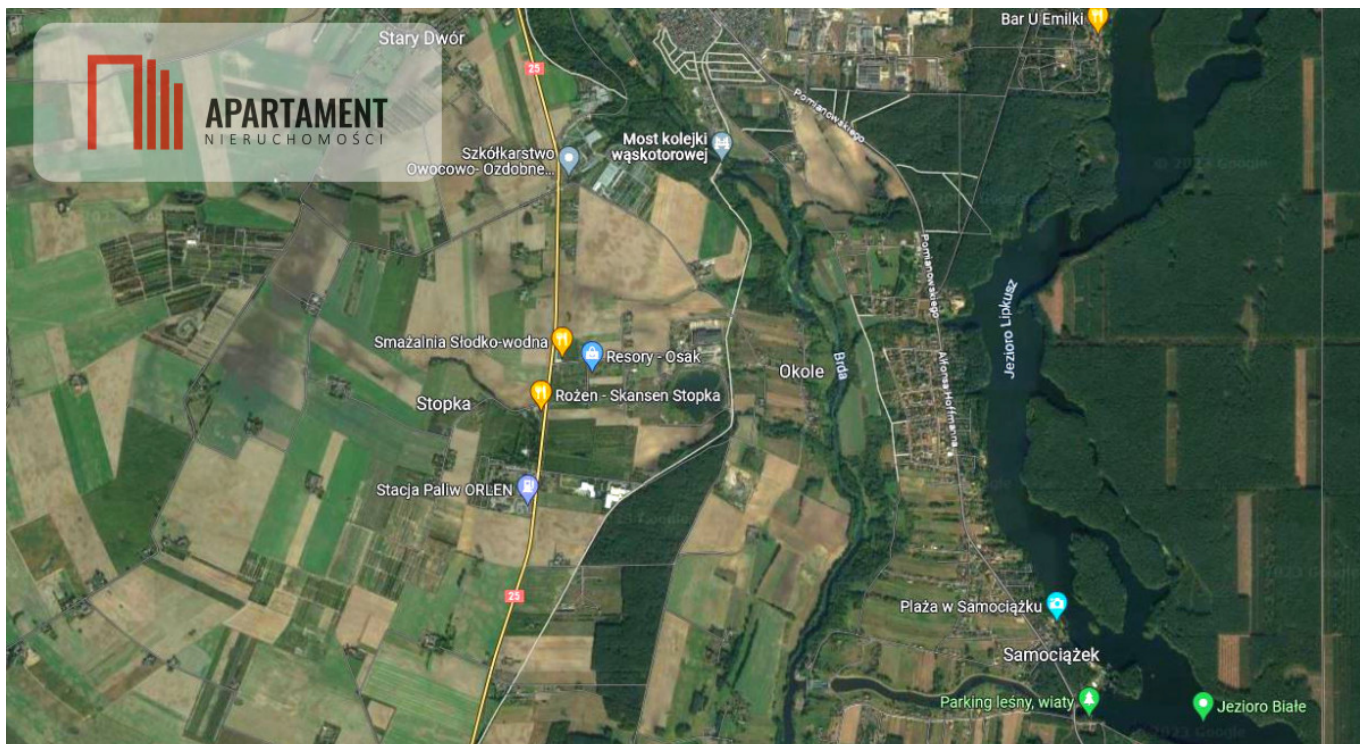 Bar U Emilki
Stary Dwór
25
APARTAMENT
NIERUCHOMOŚCI
Pomianowskiego
Most kolejki
wąskotorowej
Szkółkarstwo
Owocowo- Ozdobne...
Pomianowskiego
Jezioro Lipkusz
Smażalnia Słodko-wodna
Resory - Osak
Okole
Brda
Alfonsa Hoffmanna
Rożen - Skansen Stopka
Stopka
Stacja Paliw ORLEN
25
Plaża w Samociążku
Samociążek
Parking leśny, wiaty
Jezioro Białe